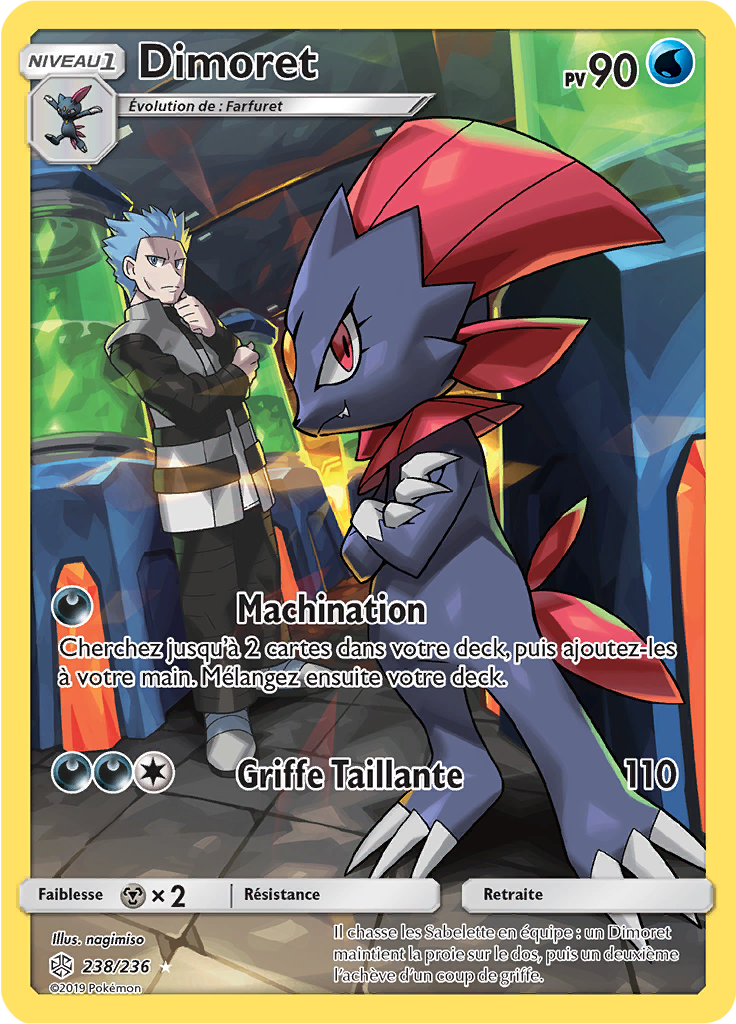 NIVEAU 1
Dimoret
PV 90
Évolution de : Farfuret
Machination
Cherchez jusqu'à 2 cartes dans votre deck, puis ajoutez-les
à votre main. Mélangez ensuite votre deck.
Griffe Taillante 110
Faiblesse ×2 Résistance Retraite
Illus. nagimiso
238/236
©2019 Pokémon
Il chasse les Sabelette en équipe : un Dimoret
maintient la proie sur le dos, puis un deuxième
l'achève d'un coup de griffe.